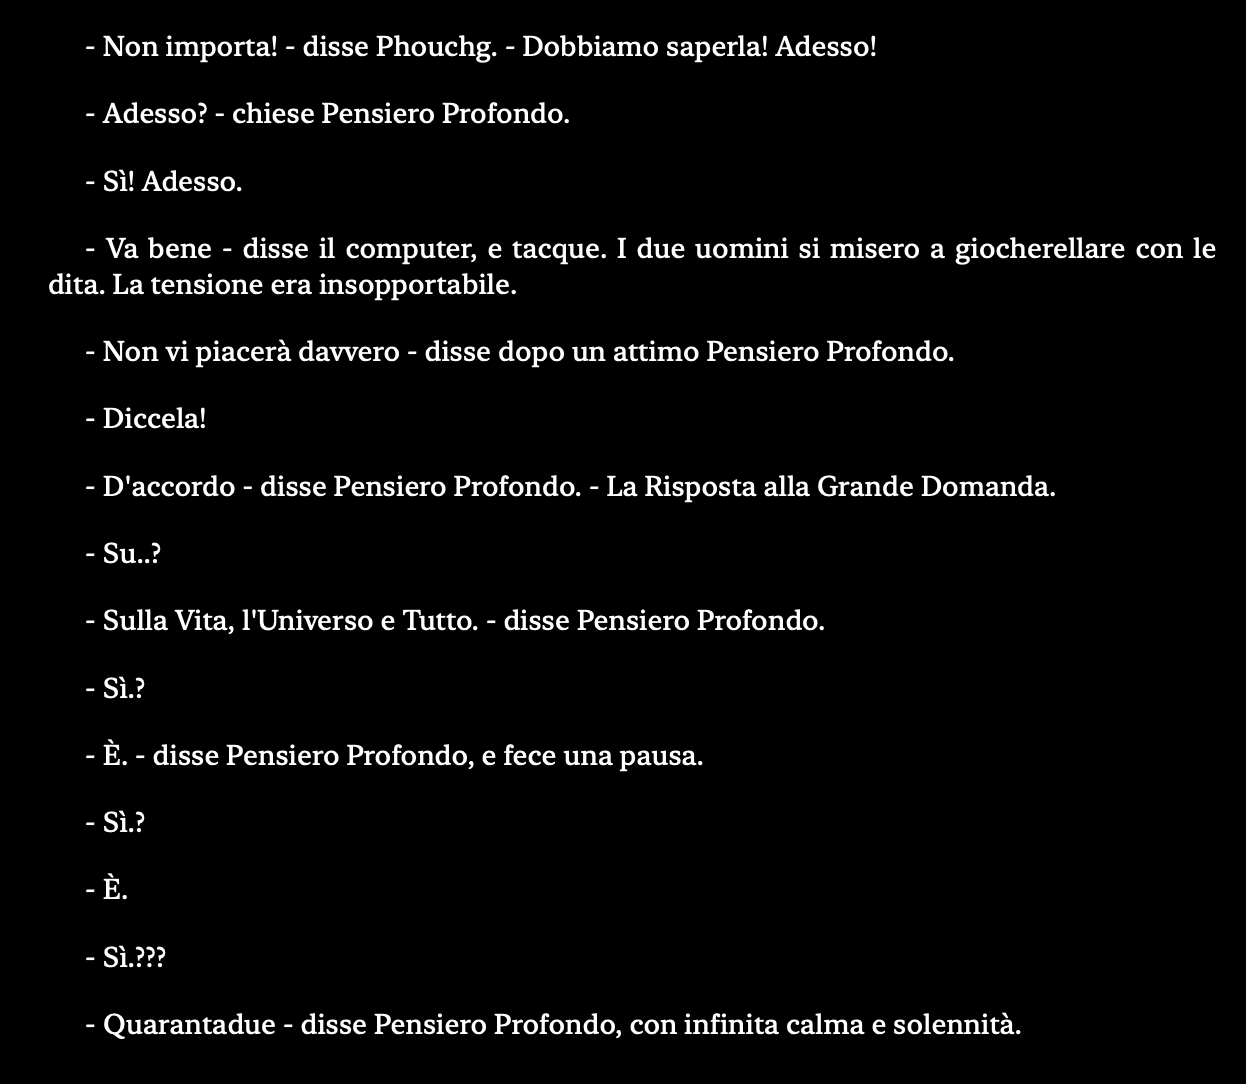 - Non importa! - disse Phouchg. - Dobbiamo saperla! Adesso!
- Adesso? - chiese Pensiero Profondo.
- Sì! Adesso.
- Va bene - disse il computer, e tacque. I due uomini si misero a giocherellare con le
dita. La tensione era insopportabile.
- Non vi piacerà davvero - disse dopo un attimo Pensiero Profondo.
- Diccela!
- D'accordo - disse Pensiero Profondo. - La Risposta alla Grande Domanda.
- Su..?
- Sulla Vita, l'Universo e Tutto. - disse Pensiero Profondo.
- Sì.?
- È. - disse Pensiero Profondo, e fece una pausa.
- Sì.?
- È.
- Sì.???
- Quarantadue - disse Pensiero Profondo, con infinita calma e solennità.